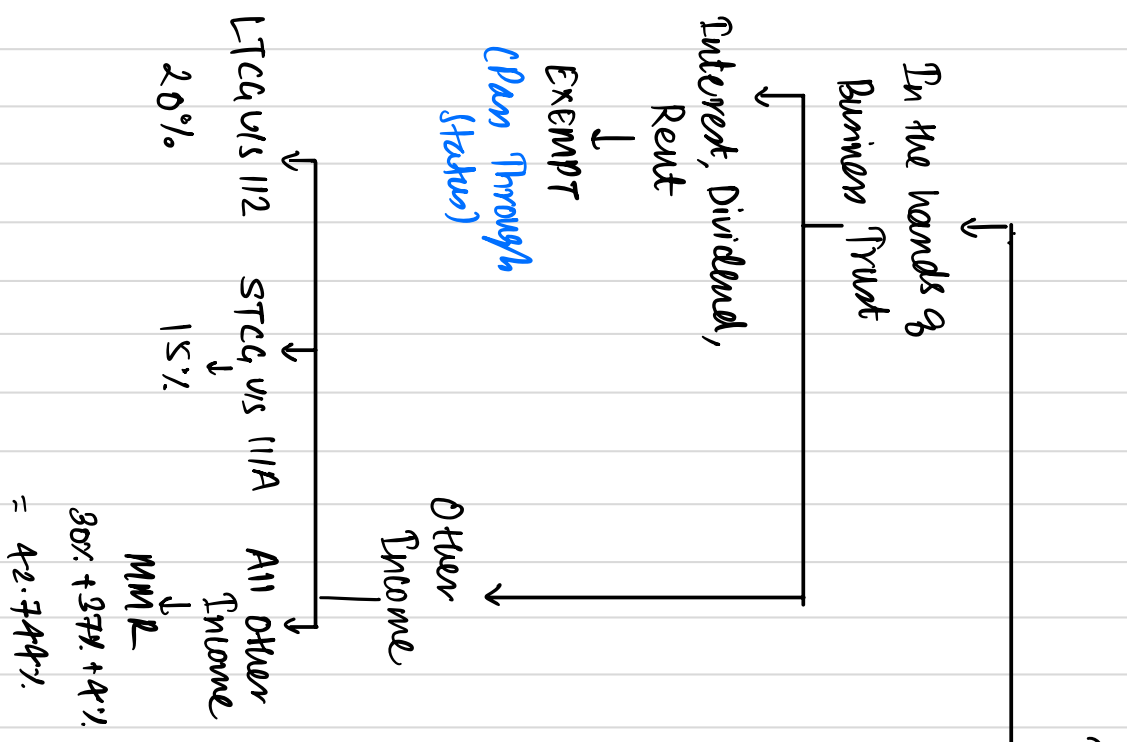 In the hands of
Business Trust
Interest, Dividend,
Rent
EXEMPT
(Pass Through
Status)
Other
Income
LTCG u/s 112
20%
STCG u/s 111A
15%
All Other
Income
MMR
30% + 37% + 4%
= 42.744%